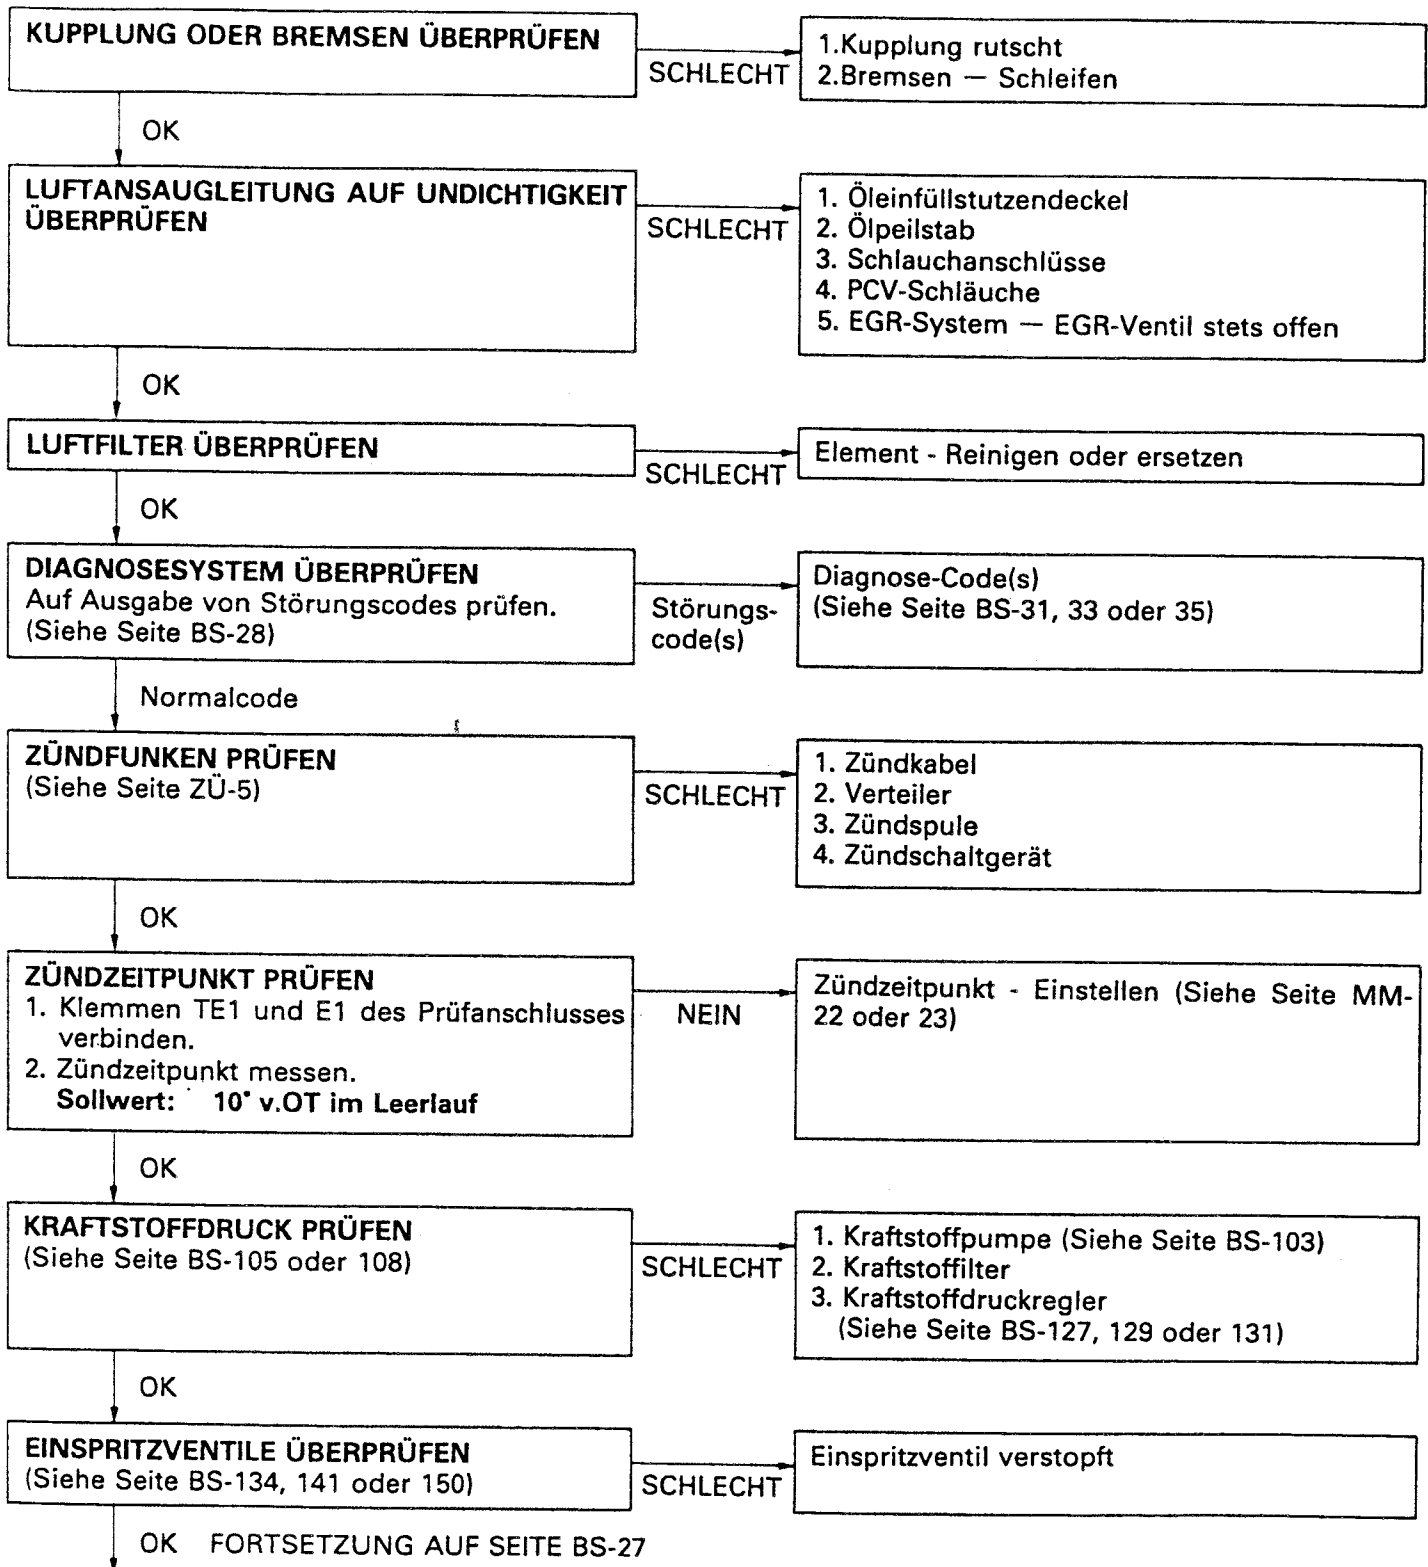 KUPPLUNG ODER BREMSEN ÜBERPRÜFEN
SCHLECHT
1.Kupplung rutscht
2.Bremsen — Schleifen
OK
LUFTANSAUGLEITUNG AUF UNDICHTIGKEIT
ÜBERPRÜFEN
SCHLECHT
1. Öleinfüllstutzendeckel
2. Ölpeilstab
3. Schlauchanschlüsse
4. PCV-Schläuche
5. EGR-System — EGR-Ventil stets offen
OK
LUFTFILTER ÜBERPRÜFEN
SCHLECHT
Element - Reinigen oder ersetzen
OK
DIAGNOSESYSTEM ÜBERPRÜFEN
Auf Ausgabe von Störungscodes prüfen.
(Siehe Seite BS-28)
Störungs-
code(s)
Diagnose-Code(s)
(Siehe Seite BS-31, 33 oder 35)
Normalcode
ZÜNDFUNKEN PRÜFEN
(Siehe Seite ZÜ-5)
SCHLECHT
1. Zündkabel
2. Verteiler
3. Zündspule
4. Zündschaltgerät
OK
ZÜNDZEITPUNKT PRÜFEN
1. Klemmen TE1 und E1 des Prüfanschlusses
verbinden.
2. Zündzeitpunkt messen.
Sollwert: 10° v.OT im Leerlauf
NEIN
Zündzeitpunkt - Einstellen (Siehe Seite MM-
22 oder 23)
OK
KRAFTSTOFFDRUCK PRÜFEN
(Siehe Seite BS-105 oder 108)
SCHLECHT
1. Kraftstoffpumpe (Siehe Seite BS-103)
2. Kraftstoffilter
3. Kraftstoffdruckregler
(Siehe Seite BS-127, 129 oder 131)
OK
EINSPRITZVENTILE ÜBERPRÜFEN
(Siehe Seite BS-134, 141 oder 150)
SCHLECHT
Einspritzventil verstopft
OK FORTSETZUNG AUF SEITE BS-27